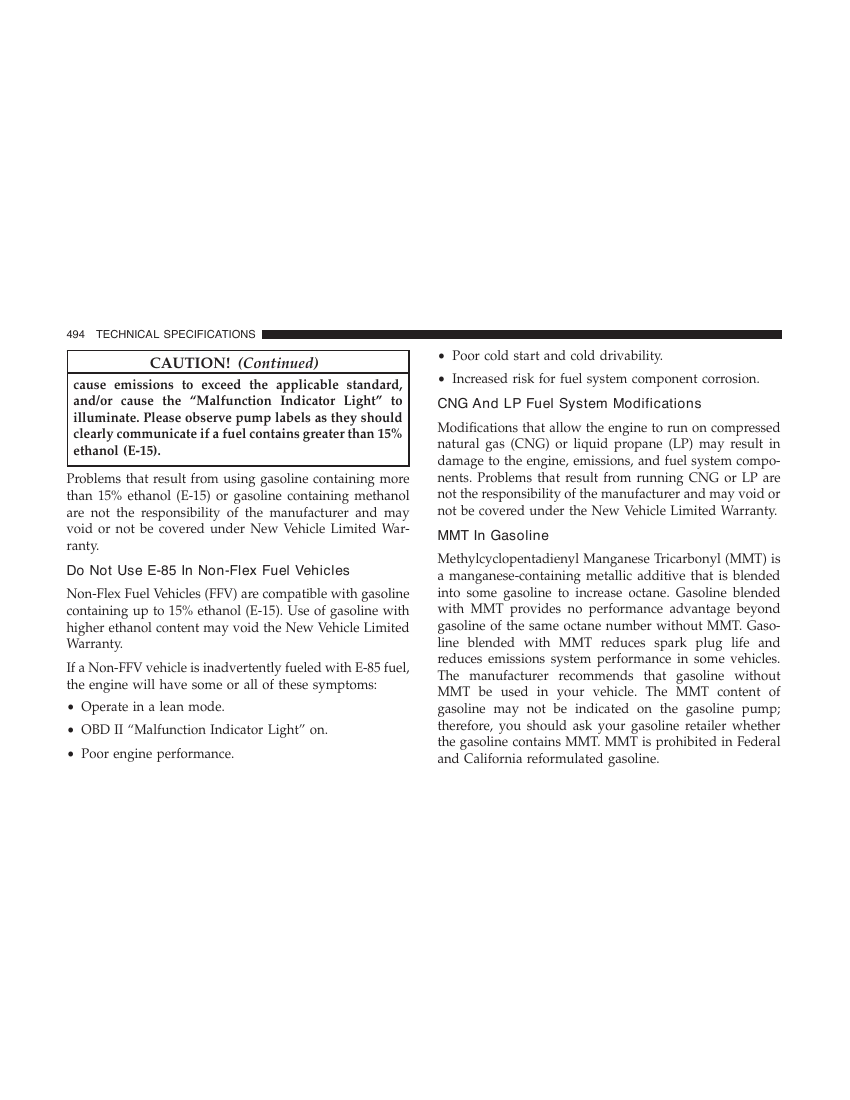 494 TECHNICAL SPECIFICATIONS
CAUTION! (Continued)
cause emissions to exceed the applicable standard,
and/or cause the “Malfunction Indicator Light” to
illuminate. Please observe pump labels as they should
clearly communicate if a fuel contains greater than 15%
ethanol (E-15).
Problems that result from using gasoline containing more
than 15% ethanol (E-15) or gasoline containing methanol
are not the responsibility of the manufacturer and may
void or not be covered under New Vehicle Limited War-
ranty.
Do Not Use E-85 In Non-Flex Fuel Vehicles
Non-Flex Fuel Vehicles (FFV) are compatible with gasoline
containing up to 15% ethanol (E-15). Use of gasoline with
higher ethanol content may void the New Vehicle Limited
Warranty.
If a Non-FFV vehicle is inadvertently fueled with E-85 fuel,
the engine will have some or all of these symptoms:
• Operate in a lean mode.
• OBD II “Malfunction Indicator Light” on.
• Poor engine performance.
• Poor cold start and cold drivability.
• Increased risk for fuel system component corrosion.
CNG And LP Fuel System Modifications
Modifications that allow the engine to run on compressed
natural gas (CNG) or liquid propane (LP) may result in
damage to the engine, emissions, and fuel system compo-
nents. Problems that result from running CNG or LP are
not the responsibility of the manufacturer and may void or
not be covered under the New Vehicle Limited Warranty.
MMT In Gasoline
Methylcyclopentadienyl Manganese Tricarbonyl (MMT) is
a manganese-containing metallic additive that is blended
into some gasoline to increase octane. Gasoline blended
with MMT provides no performance advantage beyond
gasoline of the same octane number without MMT. Gaso-
line blended with MMT reduces spark plug life and
reduces emissions system performance in some vehicles.
The manufacturer recommends that gasoline without
MMT be used in your vehicle. The MMT content of
gasoline may not be indicated on the gasoline pump;
therefore, you should ask your gasoline retailer whether
the gasoline contains MMT. MMT is prohibited in Federal
and California reformulated gasoline.